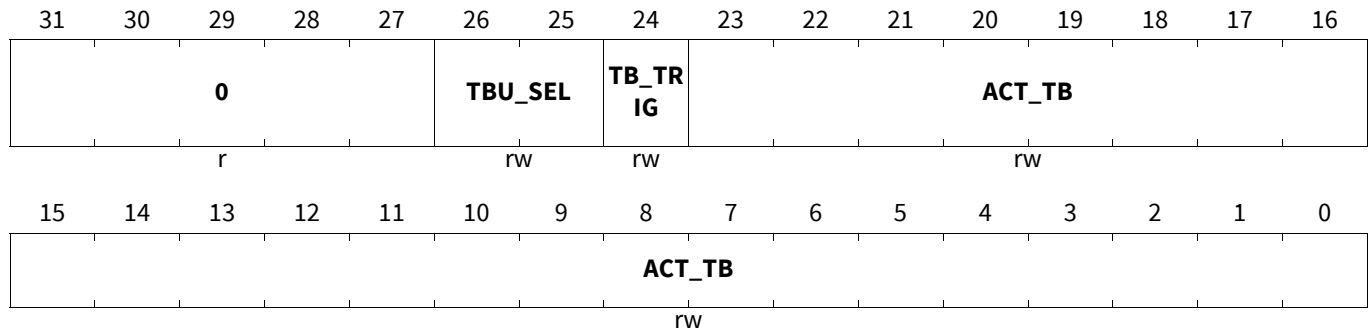 31 30 29 28 27 26 25 24 23 22 21 20 19 18 17 16
0 TBU_SEL TB_TR ACT_TB
IG
r rw rw rw
15 14 13 12 11 10 9 8 7 6 5 4 3 2 1 0
ACT_TB
rw